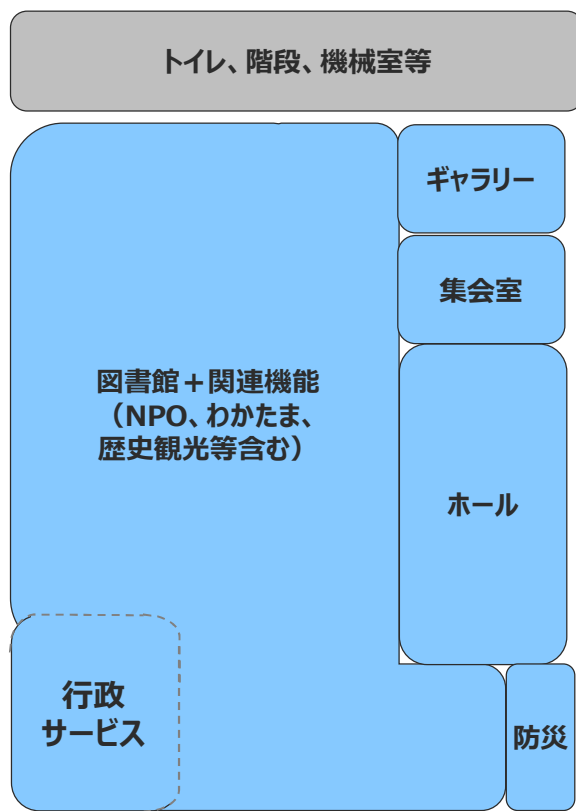 トイレ、階段、機械室等
ギャラリー
集会室
図書館＋関連機能
（NPO、わかたま、
歴史観光等含む）
ホール
行政
サービス
防災